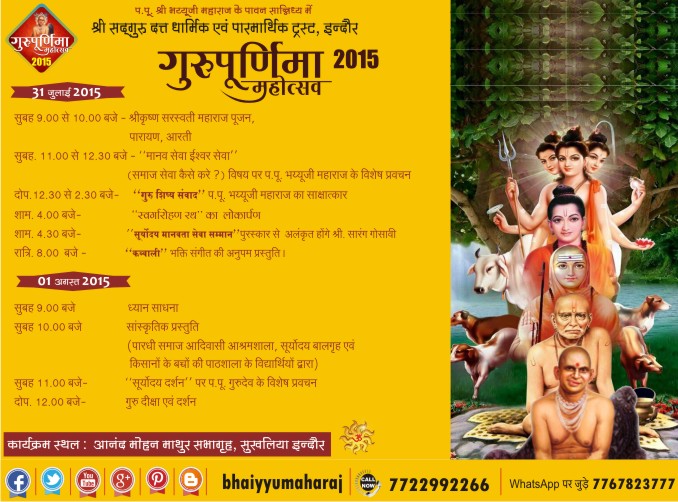 प.पू. श्री भय्यूजी महाराज के पावन सान्निध्य में
श्री सद्गुरु दत्त धार्मिक एवं पारमार्थिक ट्रस्ट, इन्दौर
गुरुपूर्णिमा
महोत्सव
2015
गुरुपूर्णिमा 2015
महोत्सव
31 जुलाई 2015
सुबह 9.00 से 10.00 बजे - श्रीकृष्ण सरस्वती महाराज पूजन,
पारायण, आरती
सुबह. 11.00 से 12.30 बजे - ''मानव सेवा ईश्वर सेवा''
(समाज सेवा कैसे करे ?) विषय पर प.पू. भय्यूजी महाराज के विशेष प्रवचन
दोप.12.30 से 2.30 बजे- ''गुरु शिष्य संवाद'' प.पू. भय्यूजी महाराज का साक्षात्कार
शाम. 4.00 बजे- ''स्वर्गारोहण रथ'' का लोकार्पण
शाम. 4.30 बजे- ''सूर्योदय मानवता सेवा सम्मान''पुरस्कार से अलंकृत होंगे श्री. सारंग गोसावी
रात्रि. 8.00 बजे - ''कव्वाली'' भक्ति संगीत की अनुपम प्रस्तुति ।
01 अगस्त 2015
सुबह 9.00 बजे ध्यान साधना
सुबह 10.00 बजे सांस्कृतिक प्रस्तुति
(पारधी समाज आदिवासी आश्रमशाला, सूर्योदय बालगृह एवं
किसानों के बच्चों की पाठशाला के विद्यार्थियों द्वारा)
सुबह 11.00 बजे- ''सूर्योदय दर्शन'' पर प.पू. गुरुदेव के विशेष प्रवचन
दोप. 12.00 बजे- गुरु दीक्षा एवं दर्शन
ॐ
कार्यक्रम स्थल : आनंद मोहन माथुर सभागृह, सुखलिया इन्दौर
You Tube
bhaiyyumaharaj
CALL NOW
7722992266
WhatsApp पर जुड़े 7767823777